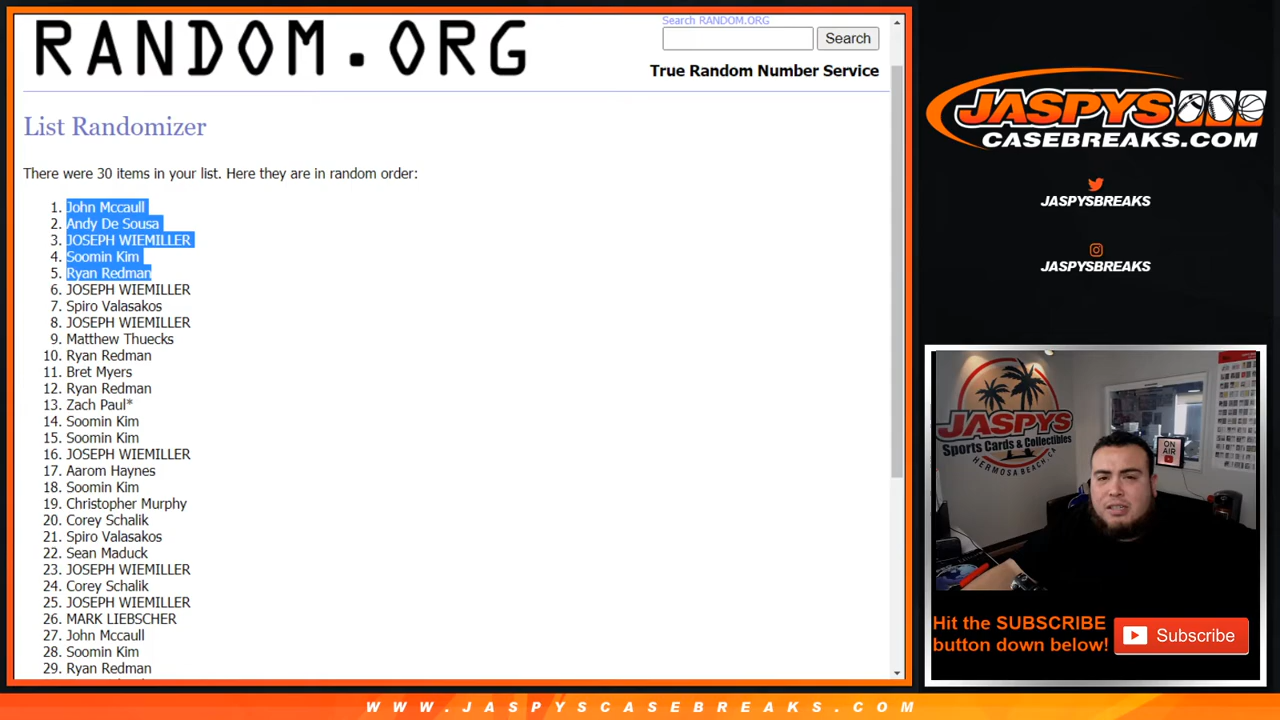 RANDOM.ORG
Search RANDOM.ORG
Search
True Random Number Service
List Randomizer
There were 30 items in your list. Here they are in random order:
1. John Mccaull
2. Andy De Sousa
3. JOSEPH WIEMILLER
4. Soomin Kim
5. Ryan Redman
6. JOSEPH WIEMILLER
7. Spiro Valasakos
8. JOSEPH WIEMILLER
9. Matthew Thuecks
10. Ryan Redman
11. Bret Myers
12. Ryan Redman
13. Zach Paul*
14. Soomin Kim
15. Soomin Kim
16. JOSEPH WIEMILLER
17. Aarom Haynes
18. Soomin Kim
19. Christopher Murphy
20. Corey Schalik
21. Spiro Valasakos
22. Sean Maduck
23. JOSEPH WIEMILLER
24. Corey Schalik
25. JOSEPH WIEMILLER
26. MARK LIEBSCHER
27. John Mccaull
28. Soomin Kim
29. Ryan Redman
JASPYS
CASEBREAKS.COM
JASPYSBREAKS
JASPYSBREAKS
JASPYS
Sports Cards & Collectibles
HERMOSA BEACH, CA
ON
AIR
Hit the SUBSCRIBE
button down below!
Subscribe
WWW.JASPYSCASEBREAKS.COM